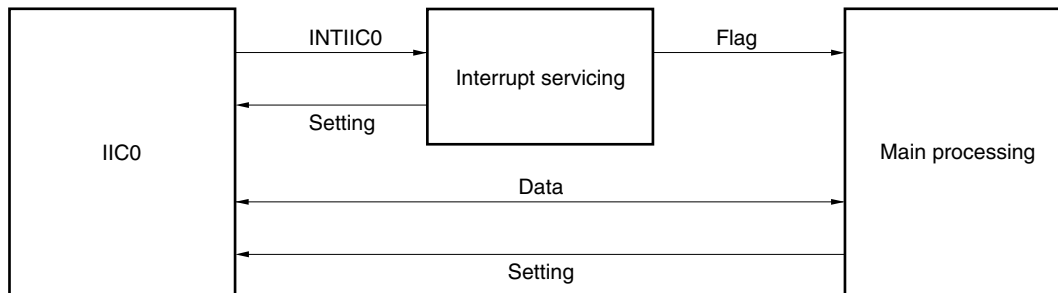 INTIIC0
Flag
Interrupt servicing
Setting
IIC0
Main processing
Data
Setting